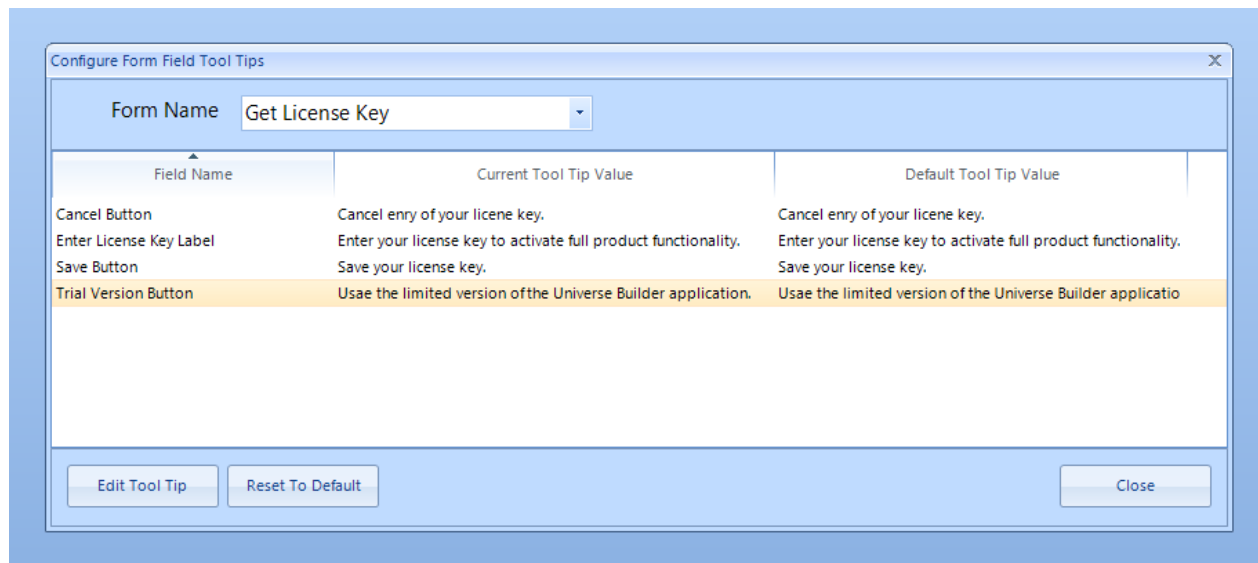 Configure Form Field Tool Tips X
Form Name Get License Key
Field Name Current Tool Tip Value Default Tool Tip Value
Cancel Button Cancel enry of your licene key. Cancel enry of your licene key.
Enter License Key Label Enter your license key to activate full product functionality. Enter your license key to activate full product functionality.
Save Button Save your license key. Save your license key.
Trial Version Button Usae the limited version of the Universe Builder application. Usae the limited version of the Universe Builder applicatio
Edit Tool Tip Reset To Default Close